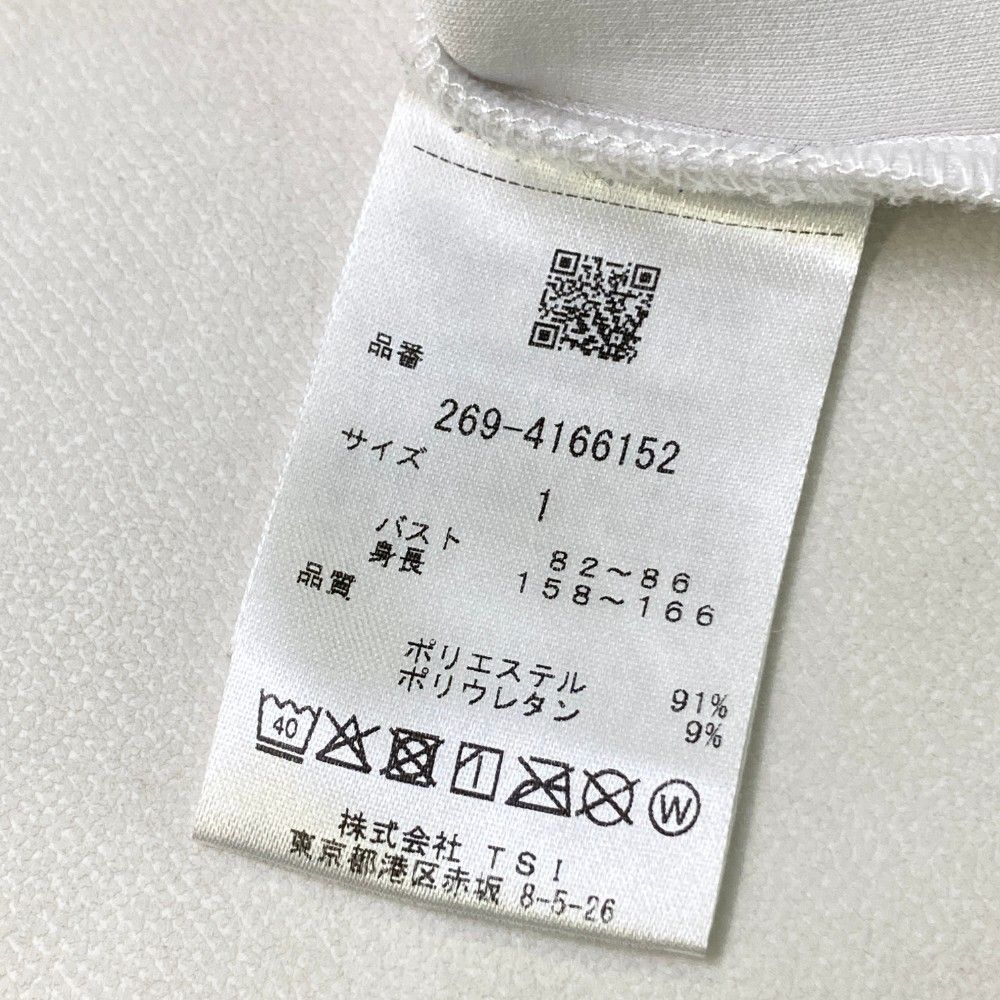 品番
269-4166152
サイズ
1
バスト 82～86
身長 158～166
品質
ポリエステル 91%
ポリウレタン 9%
40 W
株式会社 TSI
東京都港区赤坂 8-5-26